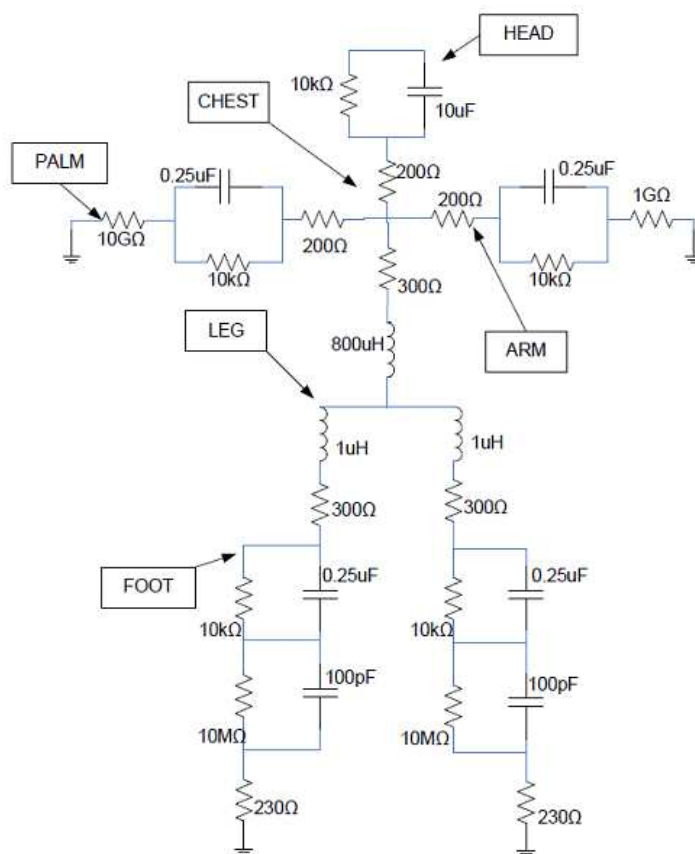 HEAD
10kΩ
10uF
CHEST
PALM
0.25uF
200Ω
0.25uF
200Ω
1GΩ
10GΩ
10kΩ
200Ω
10kΩ
300Ω
LEG
800uH
ARM
1uH
1uH
300Ω
300Ω
FOOT
0.25uF
0.25uF
10kΩ
10kΩ
100pF
100pF
10MΩ
10MΩ
230Ω
230Ω